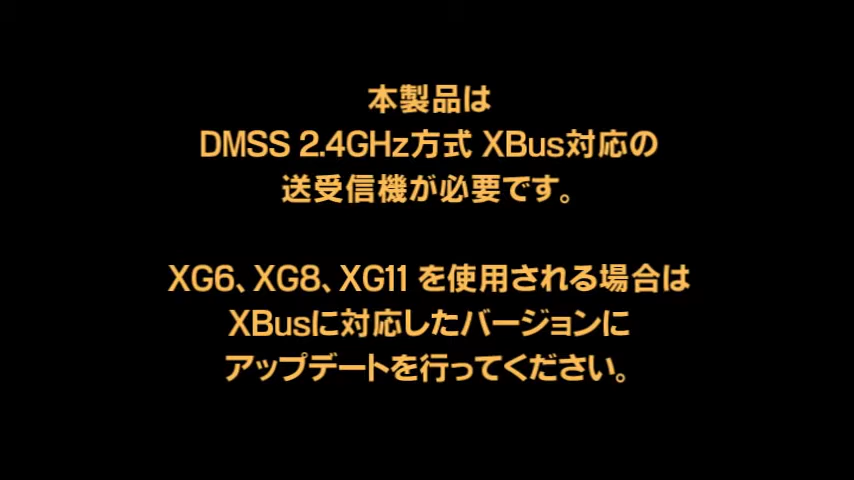 本製品は
DMSS 2.4GHz方式 XBus対応の
送受信機が必要です。
XG6、XG8、XG11 を使用される場合は
XBusに対応したバージョンに
アップデートを行ってください。